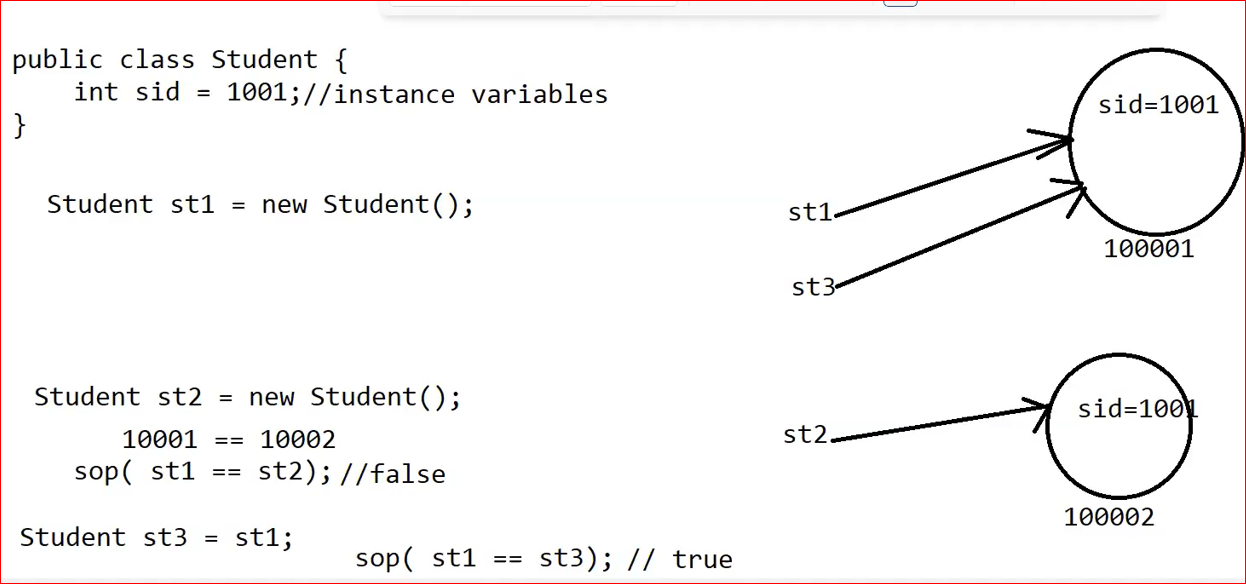 public class Student {
int sid = 1001;//instance variables
}
sid=1001
Student st1 = new Student();
st1
100001
st3
Student st2 = new Student();
sid=1001
10001 == 10002
st2
sop( st1 == st2);//false
100002
Student st3 = st1;
sop( st1 == st3); // true